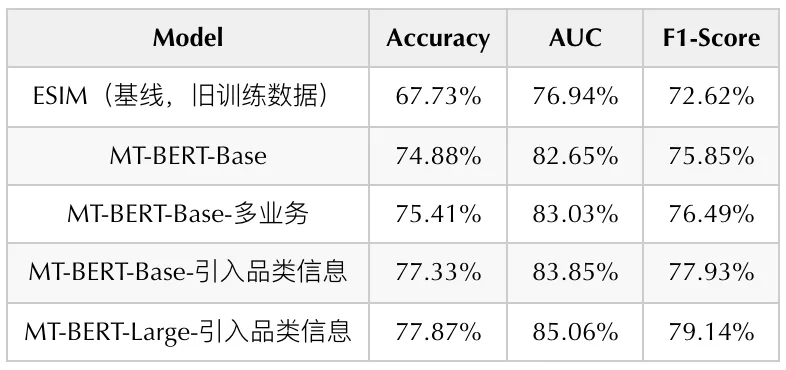 Model Accuracy AUC F1-Score
ESIM（基线，旧训练数据） 67.73% 76.94% 72.62%
MT-BERT-Base 74.88% 82.65% 75.85%
MT-BERT-Base-多业务 75.41% 83.03% 76.49%
MT-BERT-Base-引入品类信息 77.33% 83.85% 77.93%
MT-BERT-Large-引入品类信息 77.87% 85.06% 79.14%